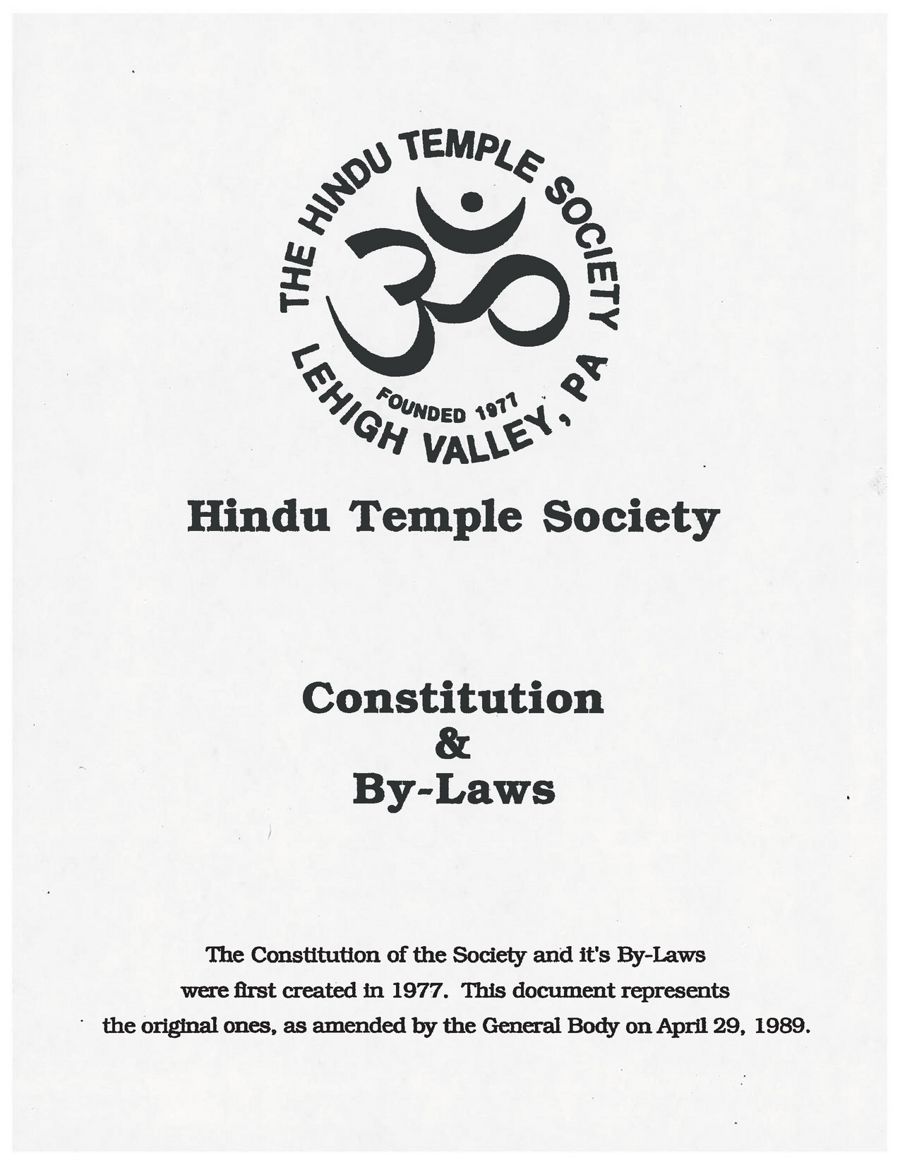 THE HINDU TEMPLE SOCIETY
ॐ
FOUNDED 1977
LEHIGH VALLEY, PA
Hindu Temple Society
Constitution
&
By-Laws
The Constitution of the Society and it's By-Laws
were first created in 1977. This document represents
the original ones, as amended by the General Body on April 29, 1989.